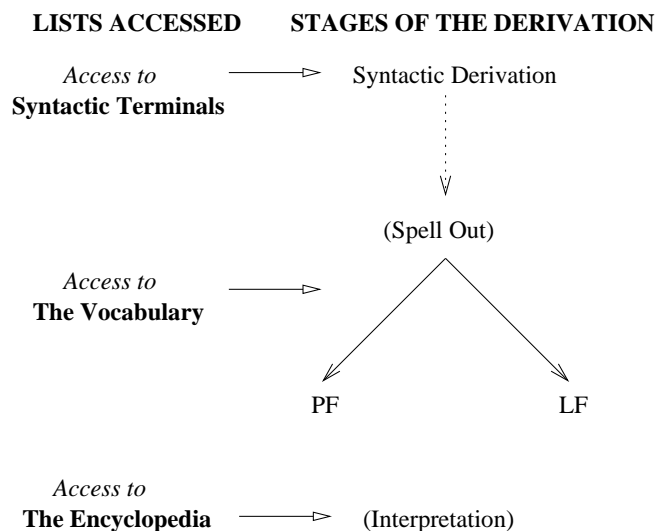 LISTS ACCESSED STAGES OF THE DERIVATION
Access to Syntactic Derivation
Syntactic Terminals
(Spell Out)
Access to
The Vocabulary
PF LF
Access to
The Encyclopedia (Interpretation)